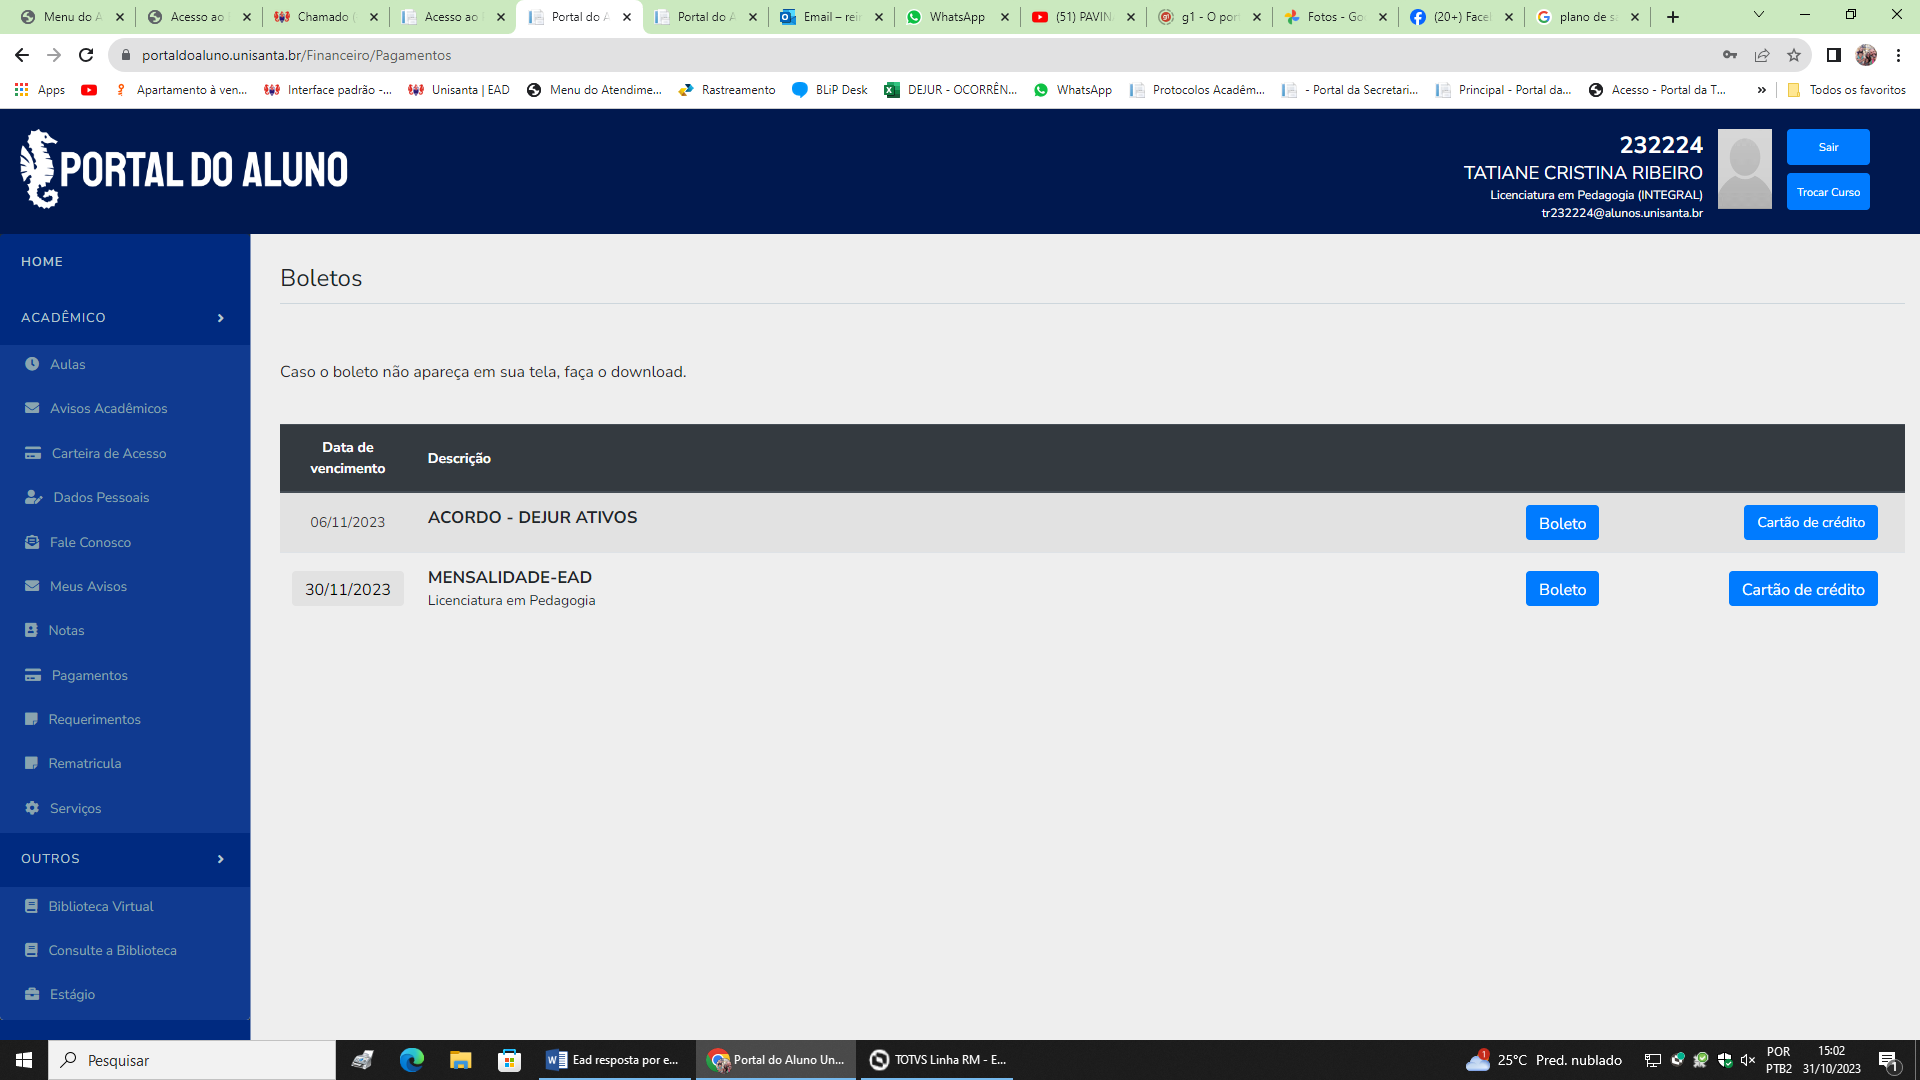 Menu do A
Acesso ao
Chamado
Acesso ao
Portal do A
Portal do A
Email – rei
WhatsApp
(51) PAVIN
g1 - O por
Fotos - Go
(20+) Face
plano de s
portaldoaluno.unisanta.br/Financeiro/Pagamentos
Apps
Apartamento à ven...
Interface padrão -...
Unisanta | EAD
Menu do Atendime...
Rastreamento
BLiP Desk
DEJUR - OCORRÊN...
WhatsApp
Protocolos Acadêm...
- Portal da Secretari...
Principal - Portal da...
Acesso - Portal da T...
»
Todos os favoritos
PORTAL DO ALUNO
232224
TATIANE CRISTINA RIBEIRO
Licenciatura em Pedagogia (INTEGRAL)
tr232224@alunos.unisanta.br
Sair
Trocar Curso
HOME
ACADÊMICO
Aulas
Avisos Acadêmicos
Carteira de Acesso
Dados Pessoais
Fale Conosco
Meus Avisos
Notas
Pagamentos
Requerimentos
Rematricula
Serviços
OUTROS
Biblioteca Virtual
Consulte a Biblioteca
Estágio
Boletos
Caso o boleto não apareça em sua tela, faça o download.
Data de
vencimento
Descrição
06/11/2023
ACORDO - DEJUR ATIVOS
Boleto
Cartão de crédito
30/11/2023
MENSALIDADE-EAD
Licenciatura em Pedagogia
Boleto
Cartão de crédito
Pesquisar
Ead resposta por e...
Portal do Aluno Un...
TOTVS Linha RM - E...
1
25°C Pred. nublado
POR
PTB2
15:02
31/10/2023
1